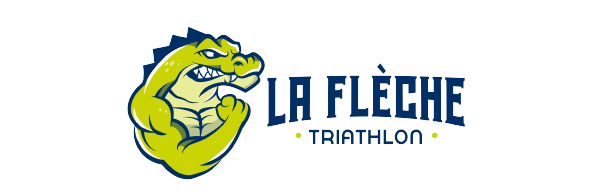 LA FLÈCHE
• TRIATHLON •